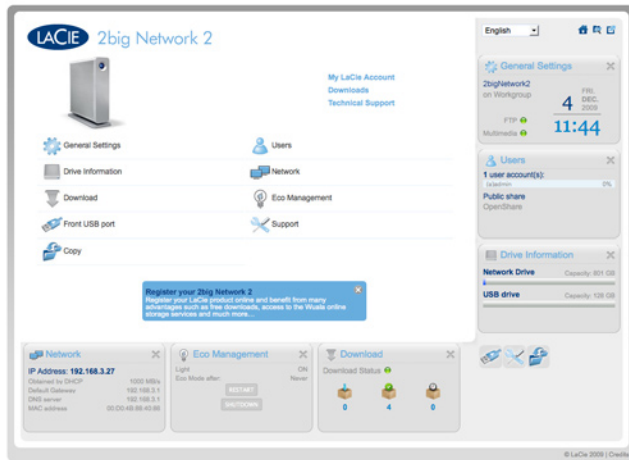 LACIE 2big Network 2
English
My LaCie Account
Downloads
Technical Support
General Settings
Users
Drive Information
Network
Download
Eco Management
Front USB port
Support
Copy
Register your 2big Network 2
Register your LaCie product online and benefit from many
advantages such as free downloads, access to the Wuala online
storage services and much more...
General Settings
2bigNetwork2
on Workgroup
FTP
Multimedia
4
FRI.
DEC.
2009
11:44
Users
1 user account(s):
(a)admin 0%
Public share
OpenShare
Drive Information
Network Drive Capacity: 801 GB
USB drive Capacity: 128 GB
Network
IP Address: 192.168.3.27
Obtained by DHCP 1000 MB/s
Default Gateway 192.168.3.1
DNS server 192.168.3.1
MAC address
Eco Management
Light ON
Eco Mode after: Never
RESTART
SHUTDOWN
Download
Download Status
0 4 0
© LaCie 2009 | Credits